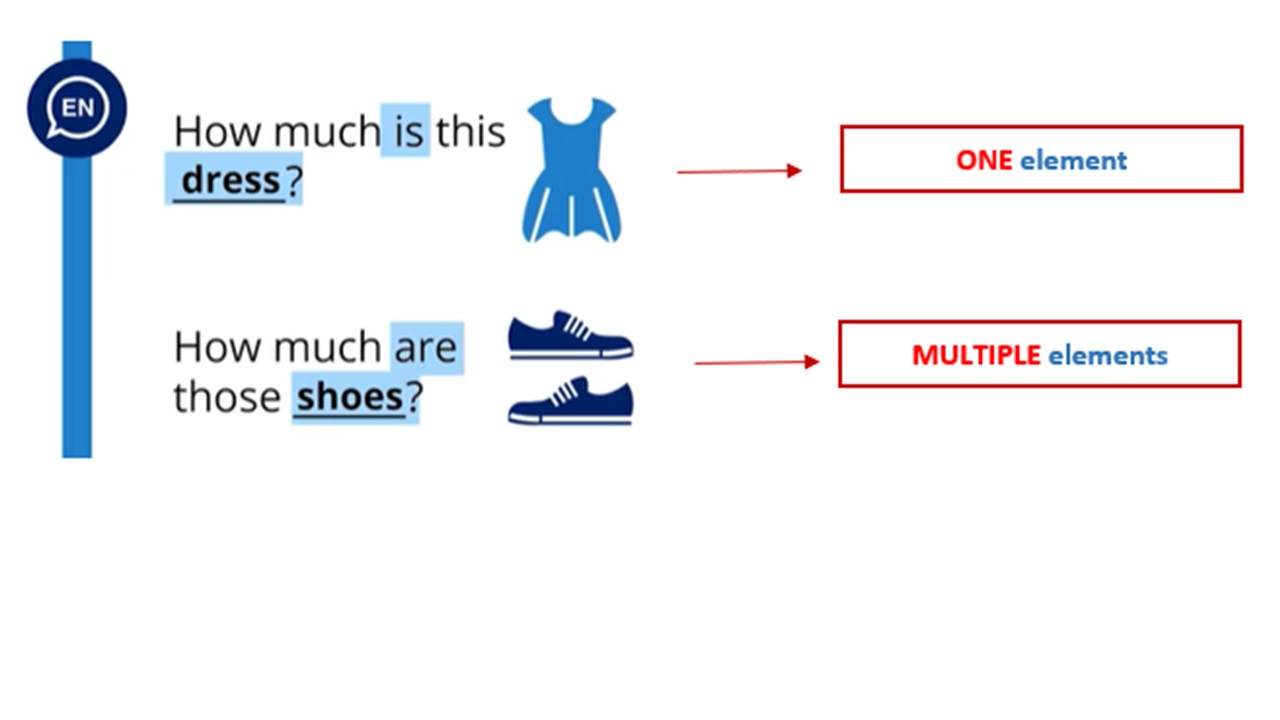 EN
How much is this
dress?
ONE element
How much are
those shoes?
MULTIPLE elements